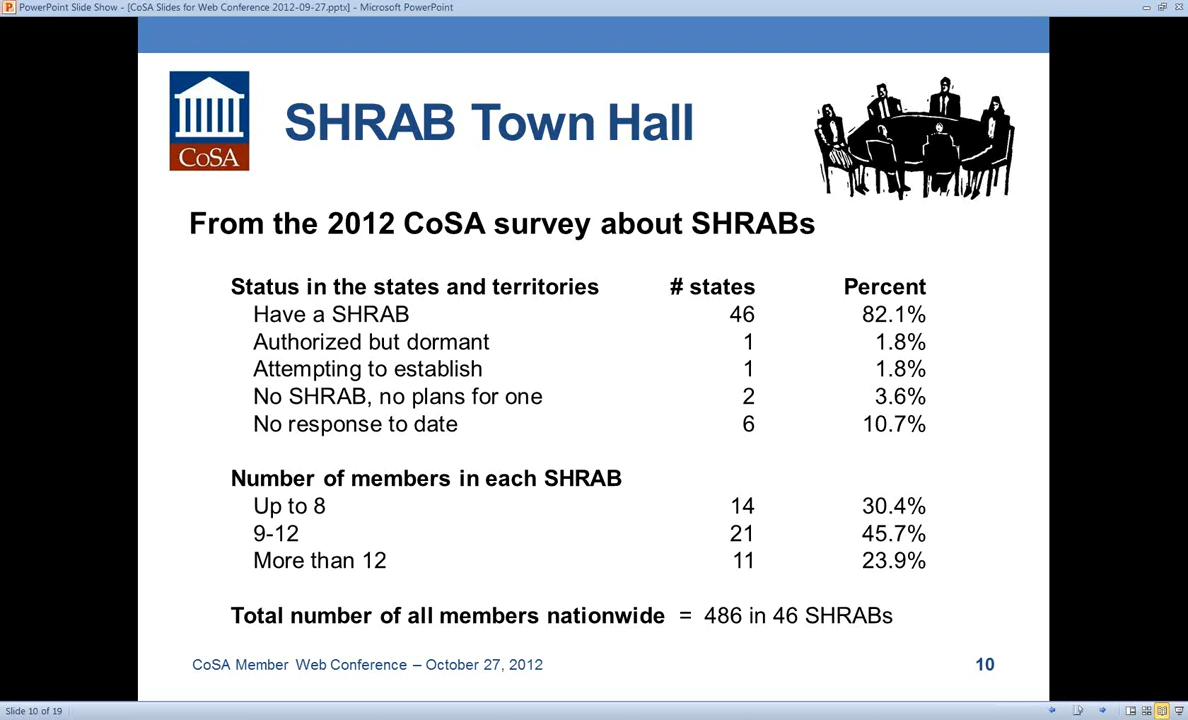 PowerPoint Slide Show - [CoSA Slides for Web Conference 2012-09-27.pptx] - Microsoft PowerPoint
CoSA
SHRAB Town Hall
From the 2012 CoSA survey about SHRABs
Status in the states and territories # states Percent
Have a SHRAB 46 82.1%
Authorized but dormant 1 1.8%
Attempting to establish 1 1.8%
No SHRAB, no plans for one 2 3.6%
No response to date 6 10.7%
Number of members in each SHRAB
Up to 8 14 30.4%
9-12 21 45.7%
More than 12 11 23.9%
Total number of all members nationwide = 486 in 46 SHRABs
CoSA Member Web Conference – October 27, 2012 10
Slide 10 of 19